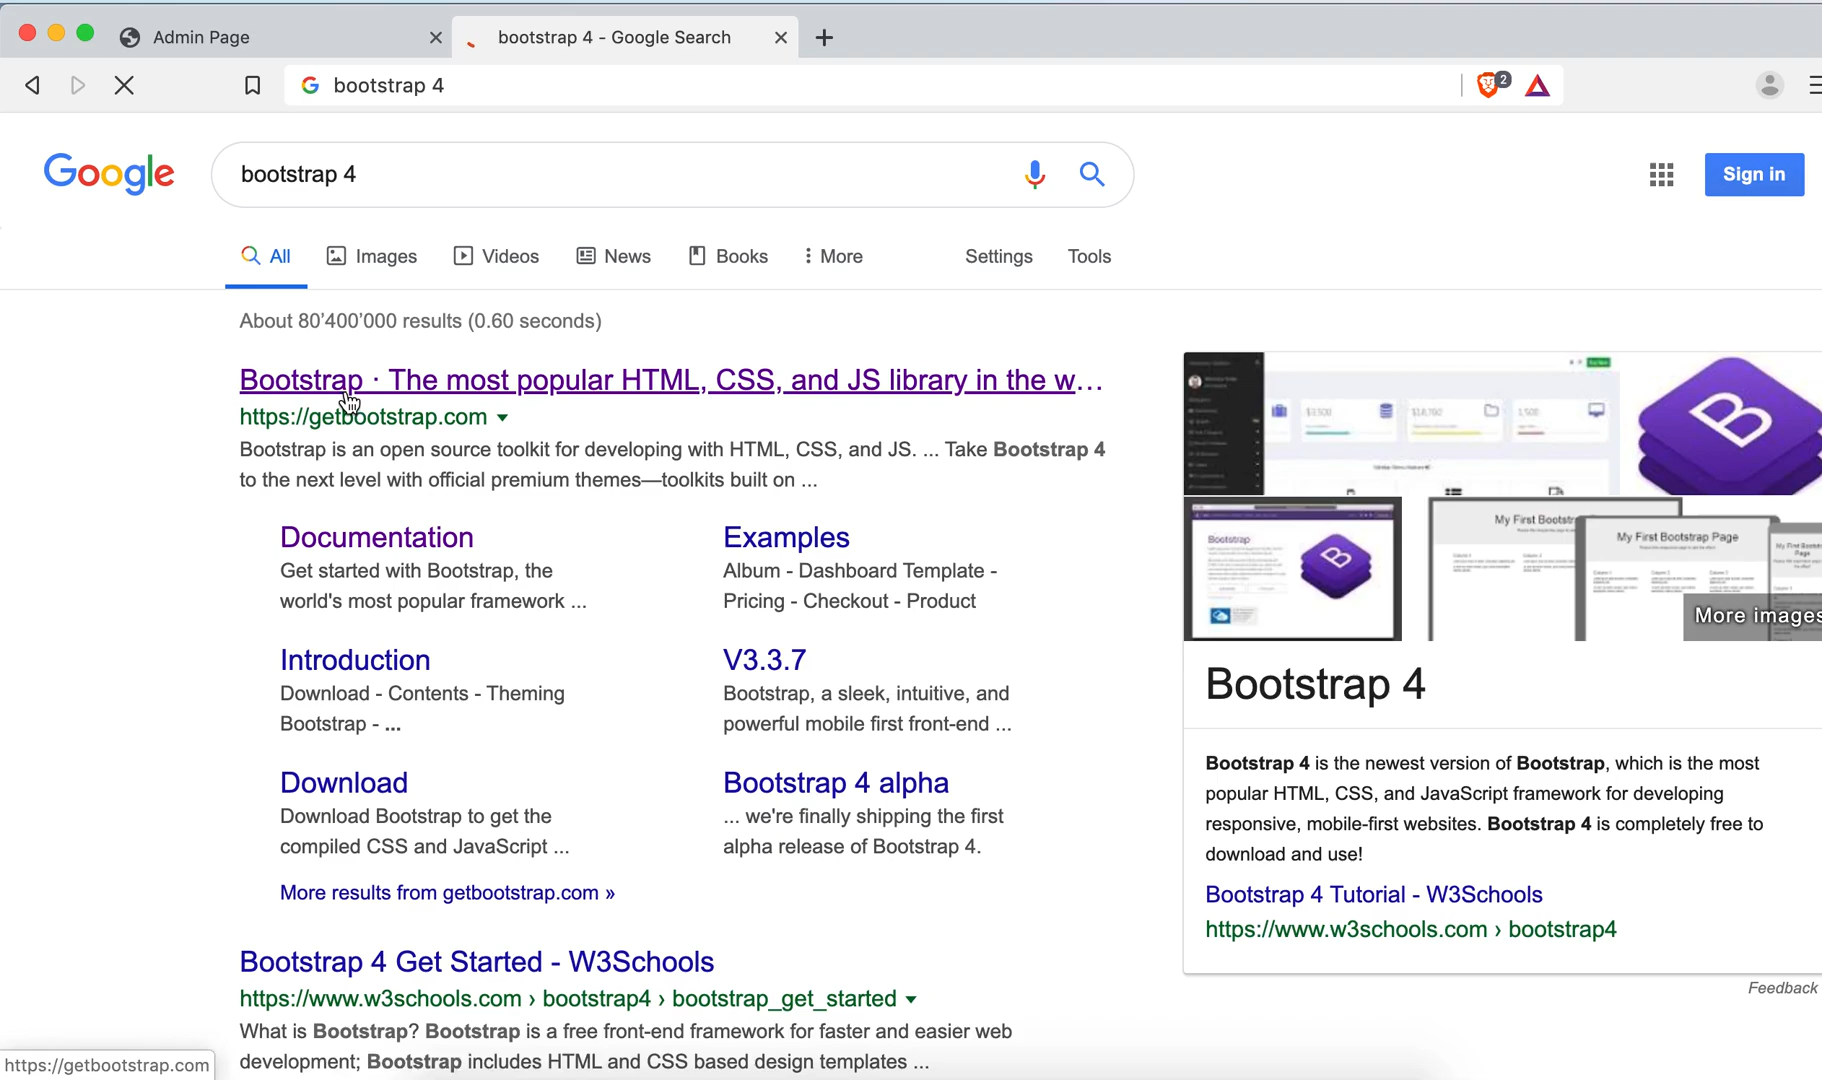 Admin Page
bootstrap 4 - Google Search
bootstrap 4
2
Google
bootstrap 4
Sign in
All
Images
Videos
News
Books
More
Settings
Tools
About 80'400'000 results (0.60 seconds)
Bootstrap · The most popular HTML, CSS, and JS library in the w...
https://getbootstrap.com
Bootstrap is an open source toolkit for developing with HTML, CSS, and JS. ... Take Bootstrap 4
to the next level with official premium themes—toolkits built on ...
Documentation
Get started with Bootstrap, the
world's most popular framework ...
Examples
Album - Dashboard Template -
Pricing - Checkout - Product
Introduction
Download - Contents - Theming
Bootstrap - ...
V3.3.7
Bootstrap, a sleek, intuitive, and
powerful mobile first front-end ...
Download
Download Bootstrap to get the
compiled CSS and JavaScript ...
Bootstrap 4 alpha
... we're finally shipping the first
alpha release of Bootstrap 4.
More results from getbootstrap.com »
Bootstrap 4 Get Started - W3Schools
https://www.w3schools.com › bootstrap4 › bootstrap_get_started
What is Bootstrap? Bootstrap is a free front-end framework for faster and easier web
development; Bootstrap includes HTML and CSS based design templates ...
https://getbootstrap.com
B
Bootstrap
B
My First Bootstr
My First Bootstrap Page
More images
Bootstrap 4
Bootstrap 4 is the newest version of Bootstrap, which is the most
popular HTML, CSS, and JavaScript framework for developing
responsive, mobile-first websites. Bootstrap 4 is completely free to
download and use!
Bootstrap 4 Tutorial - W3Schools
https://www.w3schools.com › bootstrap4
Feedback